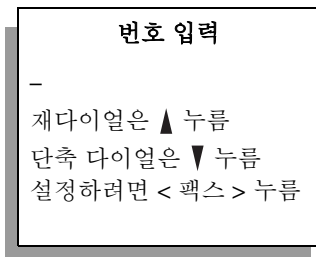 번호 입력
_
재다이얼은 ▲ 누름
단축 다이얼은 ▼ 누름
설정하려면 < 팩스 > 누름